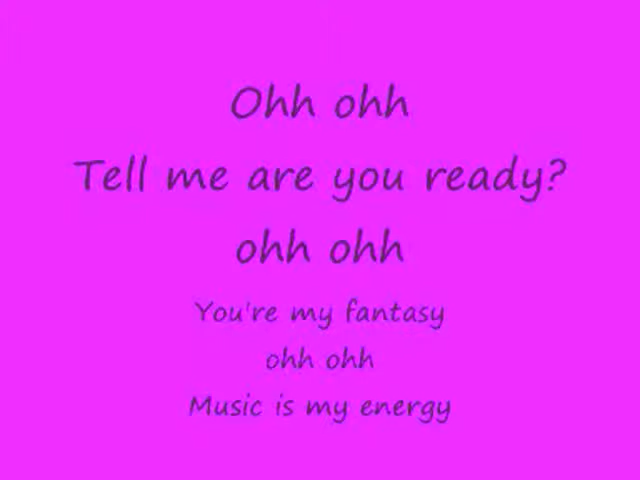 Ohh ohh
Tell me are you ready?
ohh ohh
You're my fantasy
ohh ohh
Music is my energy